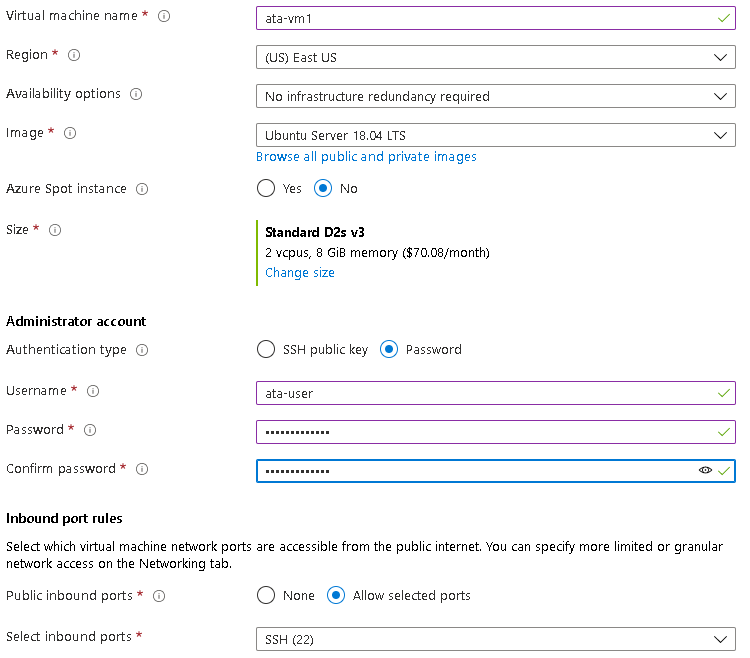 Virtual machine name * ata-vm1
Region * (US) East US
Availability options No infrastructure redundancy required
Image * Ubuntu Server 18.04 LTS
Browse all public and private images
Azure Spot instance Yes No
Size * Standard D2s v3
2 vcpus, 8 GiB memory ($70.08/month)
Change size
Administrator account
Authentication type SSH public key Password
Username * ata-user
Password * •••••••••••••
Confirm password * •••••••••••••
Inbound port rules
Select which virtual machine network ports are accessible from the public internet. You can specify more limited or granular
network access on the Networking tab.
Public inbound ports * None Allow selected ports
Select inbound ports * SSH (22)